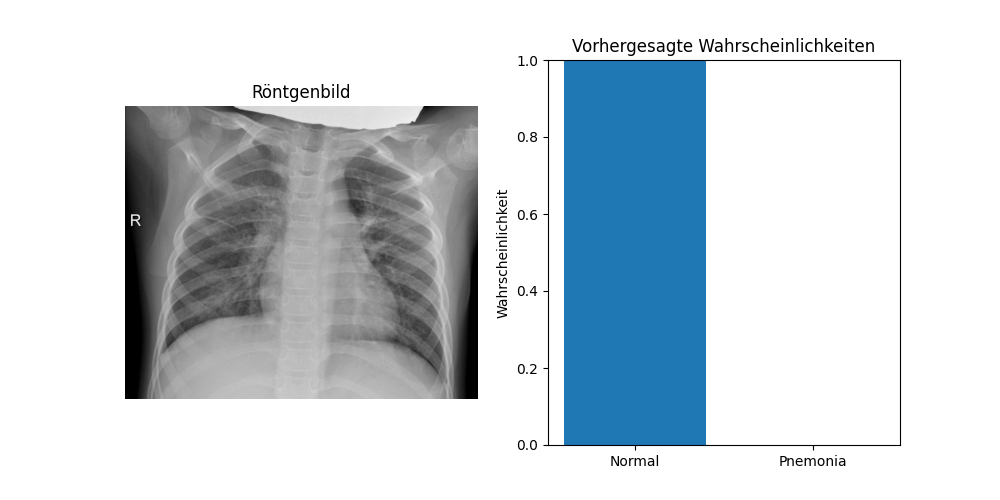 Röntgenbild
R
Vorhergesagte Wahrscheinlichkeiten
Wahrscheinlichkeit
1.0
0.8
0.6
0.4
0.2
0.0
Normal
Pnemonia